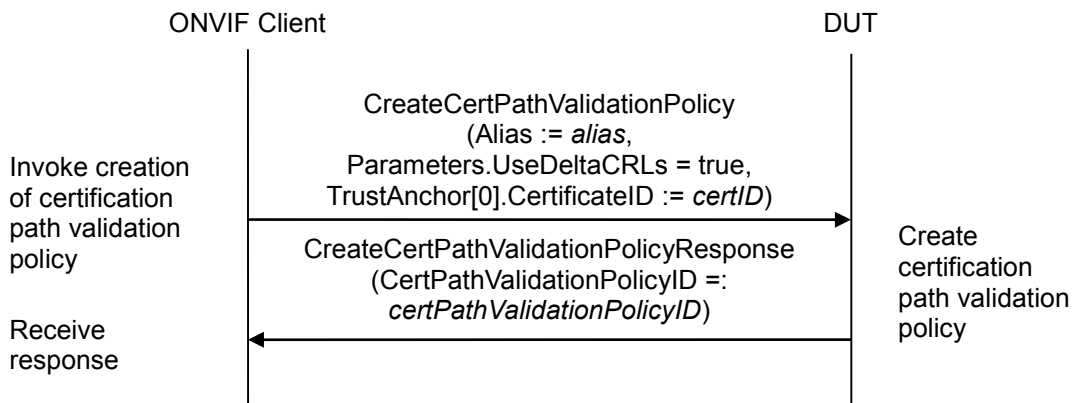 ONVIF Client
DUT
CreateCertPathValidationPolicy
(Alias := alias,
Parameters.UseDeltaCRLs = true,
TrustAnchor[0].CertificateID := certID)
Invoke creation
of certification
path validation
policy
CreateCertPathValidationPolicyResponse
(CertPathValidationPolicyID =:
certPathValidationPolicyID)
Create
certification
path validation
policy
Receive
response